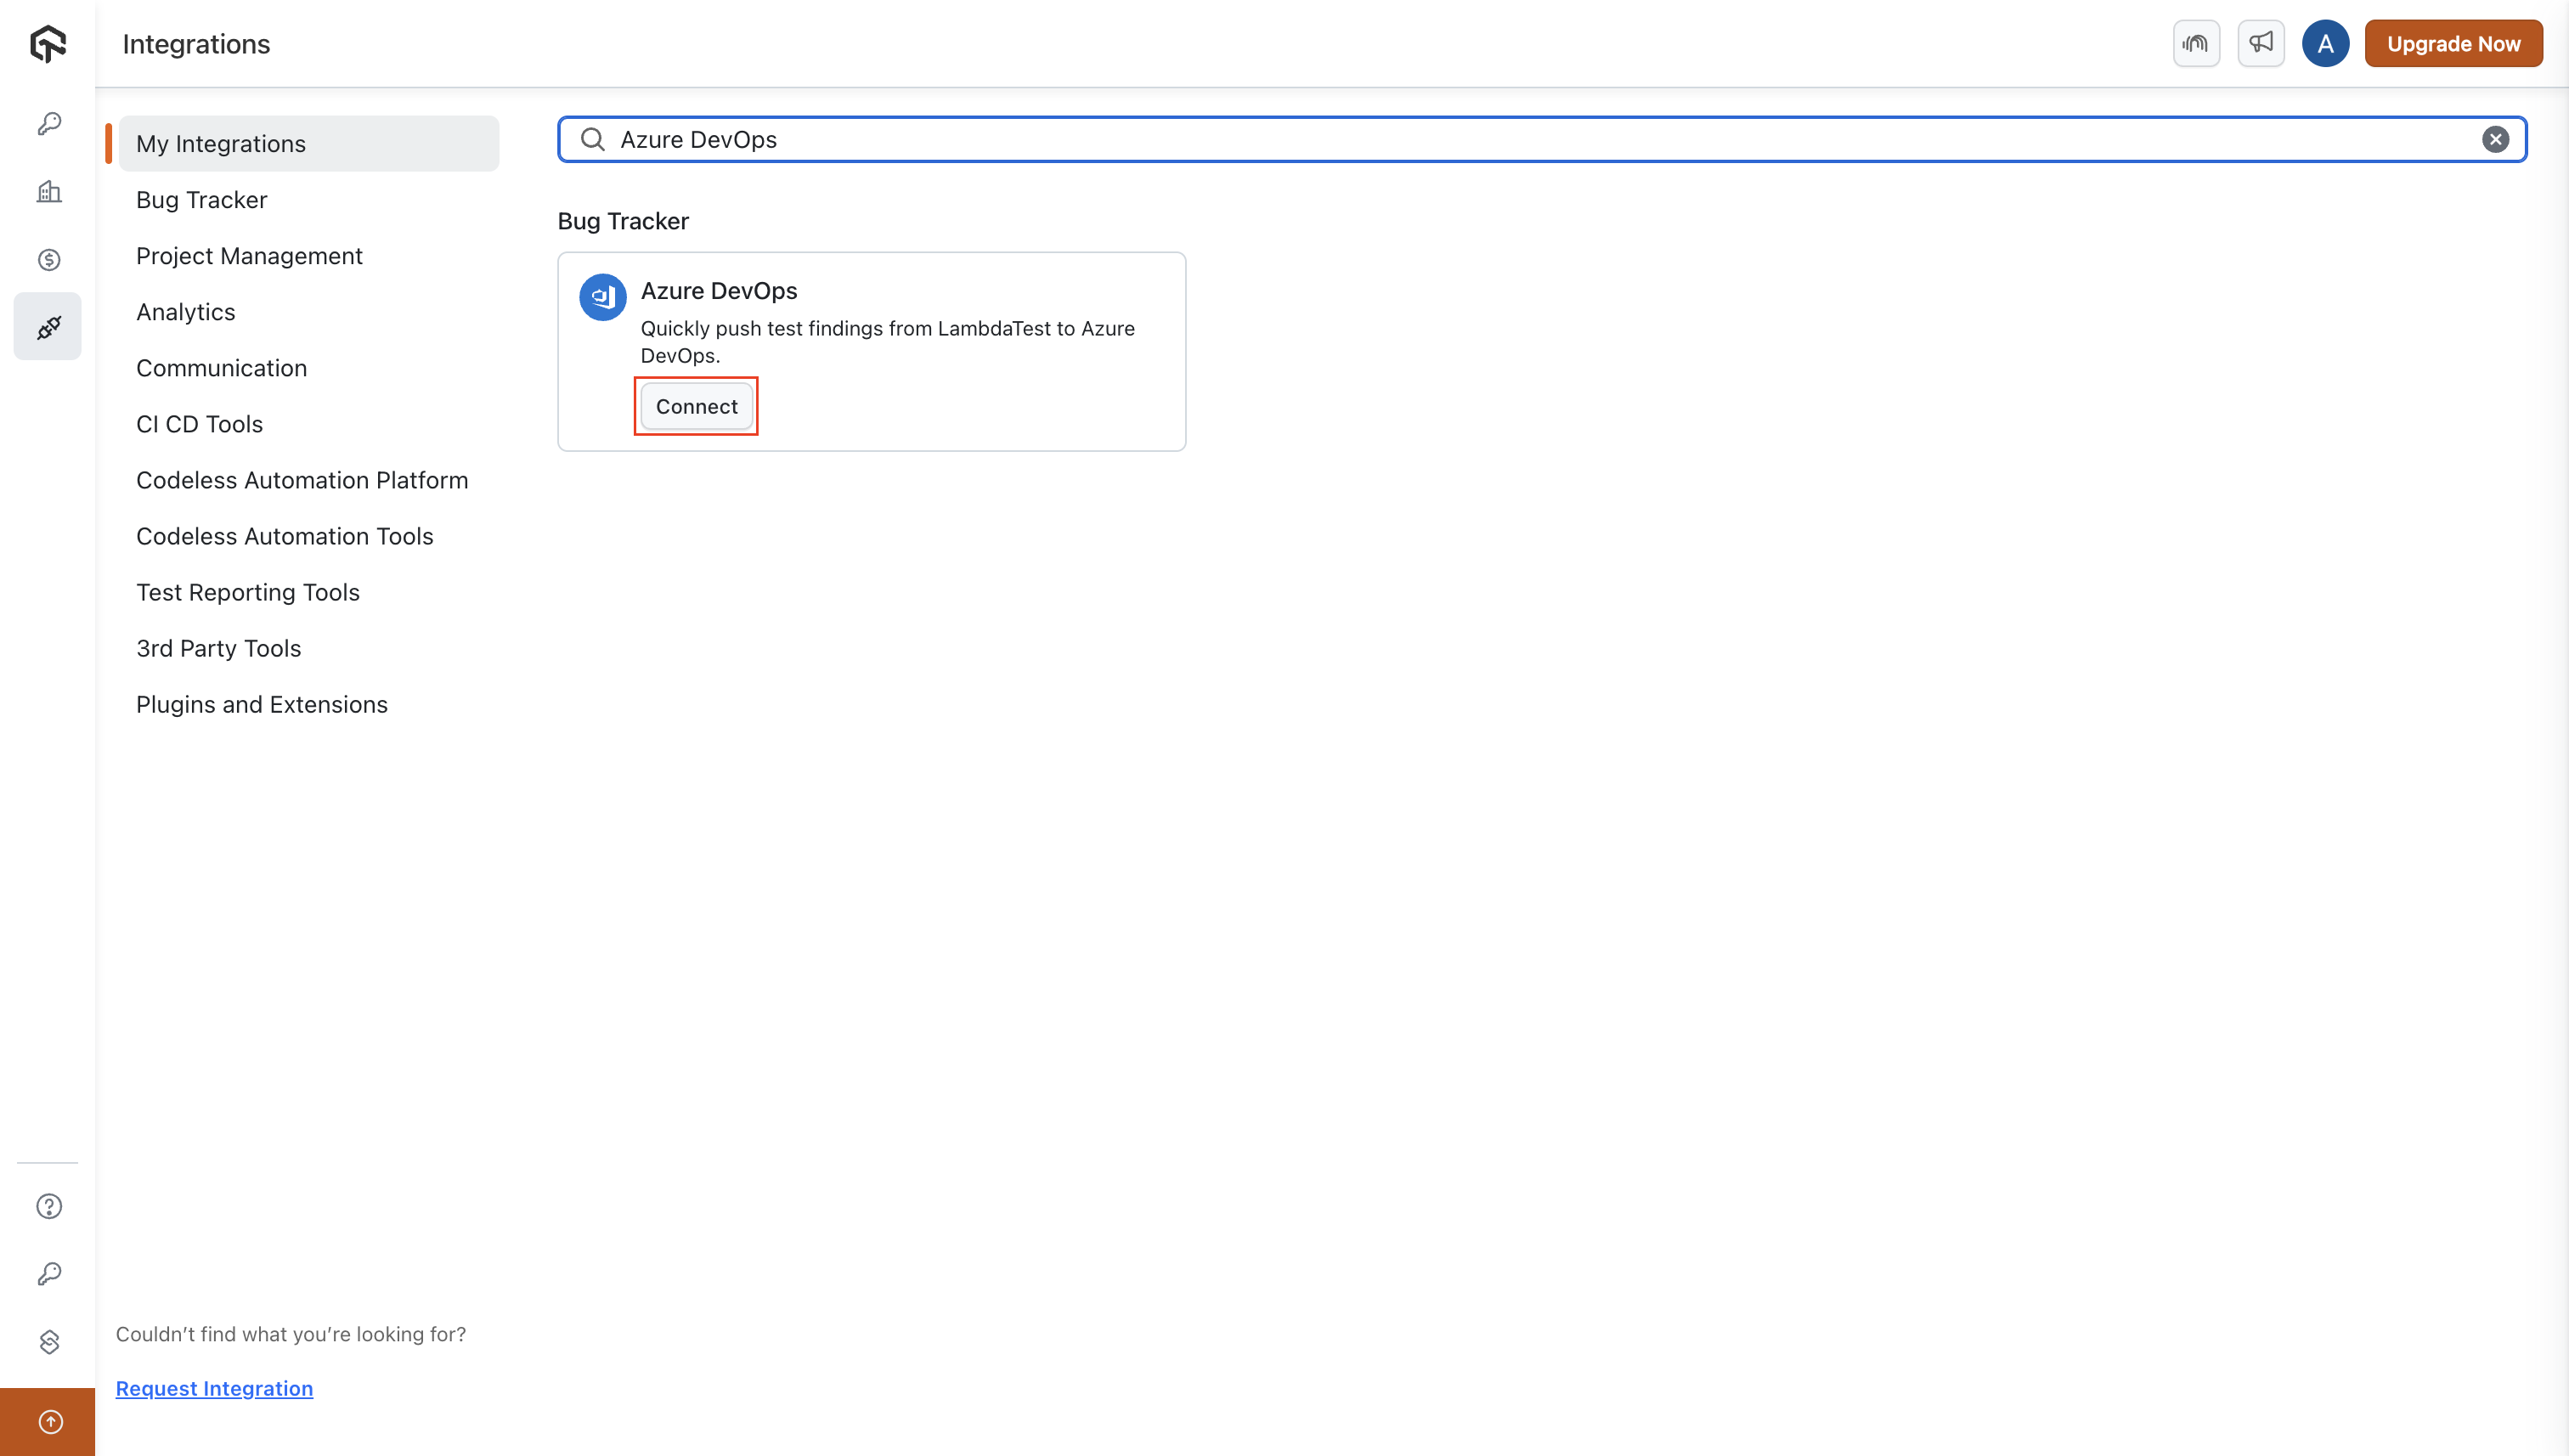 Integrations
A
Upgrade Now
My Integrations
Bug Tracker
Project Management
Analytics
Communication
CI CD Tools
Codeless Automation Platform
Codeless Automation Tools
Test Reporting Tools
3rd Party Tools
Plugins and Extensions
Couldn’t find what you’re looking for?
Request Integration
Azure DevOps
Bug Tracker
Azure DevOps
Quickly push test findings from LambdaTest to Azure
DevOps.
Connect